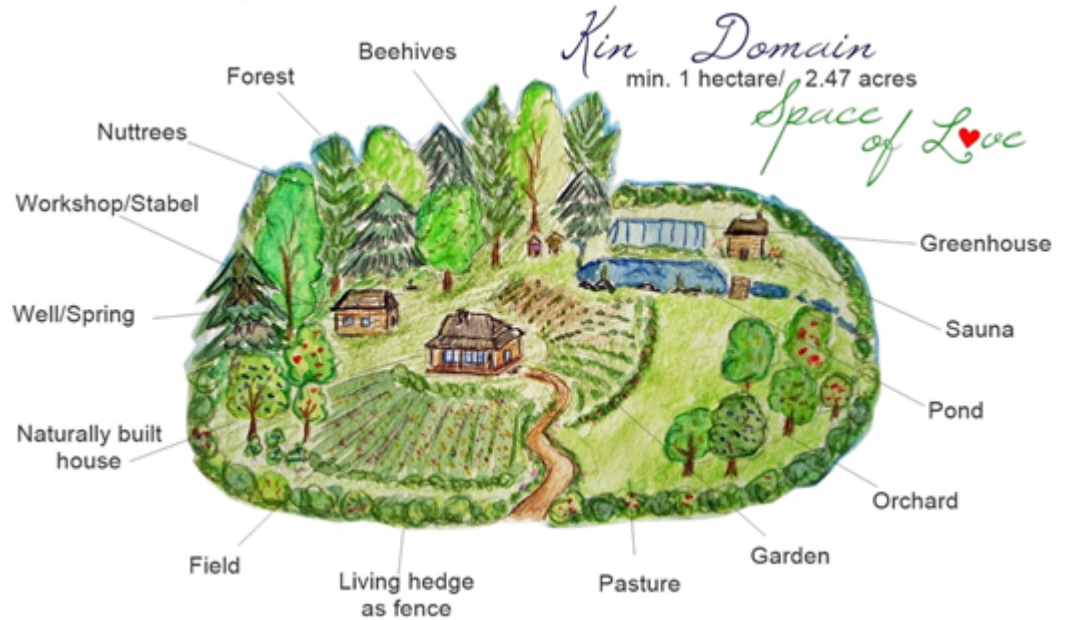 Kin Domain
min. 1 hectare/ 2.47 acres
Space of Love
Beehives
Forest
Nuttrees
Workshop/Stabel
Well/Spring
Naturally built
house
Field
Living hedge
as fence
Pasture
Garden
Orchard
Pond
Sauna
Greenhouse